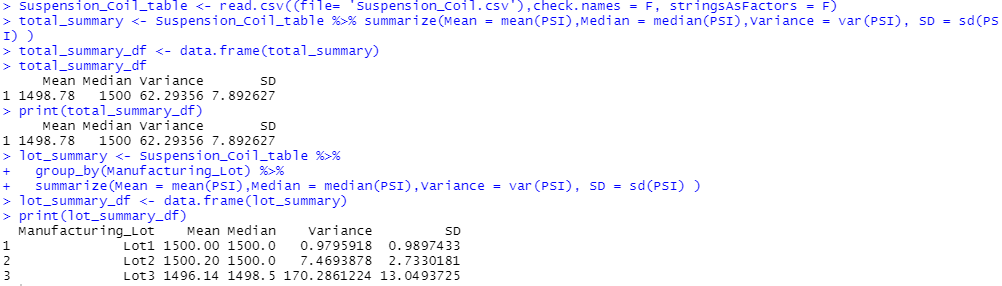 > Suspension_Coil_table <- read.csv((file= 'Suspension_Coil.csv'),check.names = F, stringsAsFactors = F)
> total_summary <- Suspension_Coil_table %>% summarize(Mean = mean(PSI),Median = median(PSI),Variance = var(PSI), SD = sd(PS
I) )
> total_summary_df <- data.frame(total_summary)
> total_summary_df
     Mean Median Variance       SD
1 1498.78   1500 62.29356 7.892627
> print(total_summary_df)
     Mean Median Variance       SD
1 1498.78   1500 62.29356 7.892627
> lot_summary <- Suspension_Coil_table %>%
+   group_by(Manufacturing_Lot) %>%
+   summarize(Mean = mean(PSI),Median = median(PSI),Variance = var(PSI), SD = sd(PSI) )
> lot_summary_df <- data.frame(lot_summary)
> print(lot_summary_df)
  Manufacturing_Lot    Mean Median    Variance         SD
1              Lot1 1500.00 1500.0   0.9795918  0.9897433
2              Lot2 1500.20 1500.0   7.4693878  2.7330181
3              Lot3 1496.14 1498.5 170.2861224 13.0493725